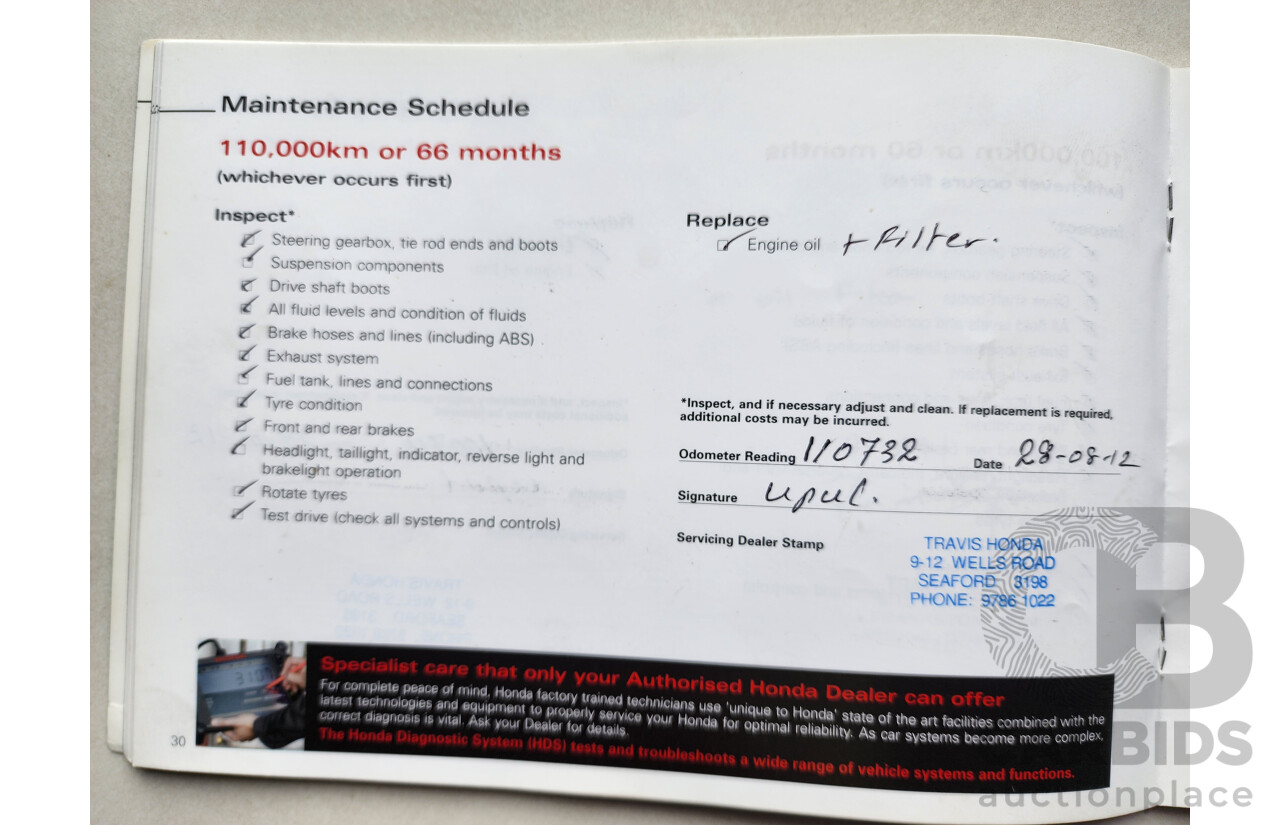 Maintenance Schedule
110,000km or 66 months
(whichever occurs first)
Inspect*
Steering gearbox, tie rod ends and boots
Suspension components
Drive shaft boots
All fluid levels and condition of fluids
Brake hoses and lines (including ABS)
Exhaust system
Fuel tank, lines and connections
Tyre condition
Front and rear brakes
Headlight, taillight, indicator, reverse light and
brakelight operation
Rotate tyres
Test drive (check all systems and controls)
Replace
Engine oil + Filter.
*Inspect, and if necessary adjust and clean. If replacement is required,
additional costs may be incurred.
Odometer Reading 110732 Date 28-08-12
Signature upul.
Servicing Dealer Stamp
TRAVIS HONDA
9-12 WELLS ROAD
SEAFORD 3198
PHONE: 9786 1022
Specialist care that only your Authorised Honda Dealer can offer
For complete peace of mind, Honda factory trained technicians use 'unique to Honda' state of the art facilities combined with the
latest technologies and equipment to properly service your Honda for optimal reliability. As car systems become more complex,
correct diagnosis is vital. Ask your Dealer for details.
The Honda Diagnostic System (HDS) tests and troubleshoots a wide range of vehicle systems and functions.
30
BIDS
auctionplace